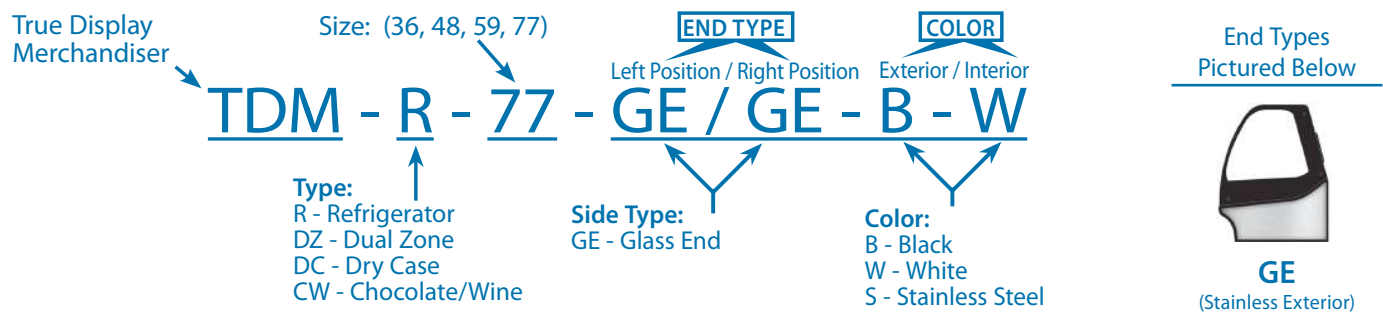 True Display
Merchandiser
Size: (36, 48, 59, 77)
END TYPE
COLOR
Left Position / Right Position
Exterior / Interior
TDM - R - 77 - GE / GE - B - W
Type:
R - Refrigerator
DZ - Dual Zone
DC - Dry Case
CW - Chocolate/Wine
Side Type:
GE - Glass End
Color:
B - Black
W - White
S - Stainless Steel
End Types
Pictured Below
GE
(Stainless Exterior)